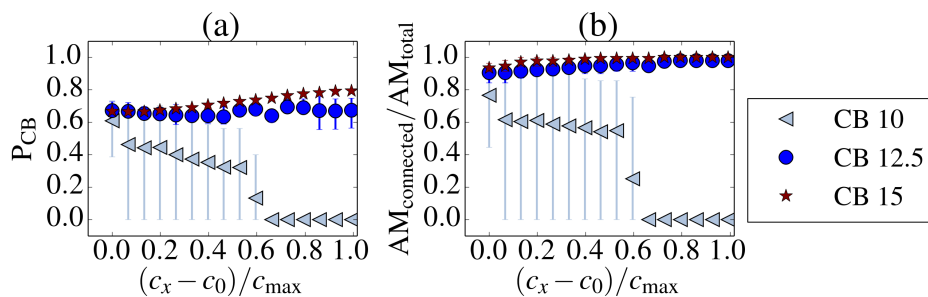 (a)
(b)
P_CB
1.0
0.8
0.6
0.4
0.2
0.0
0.0 0.2 0.4 0.6 0.8 1.0
(c_x − c_0)/c_max
AM_connected/AM_total
1.0
0.8
0.6
0.4
0.2
0.0
0.0 0.2 0.4 0.6 0.8 1.0
(c_x − c_0)/c_max
CB 10
CB 12.5
CB 15